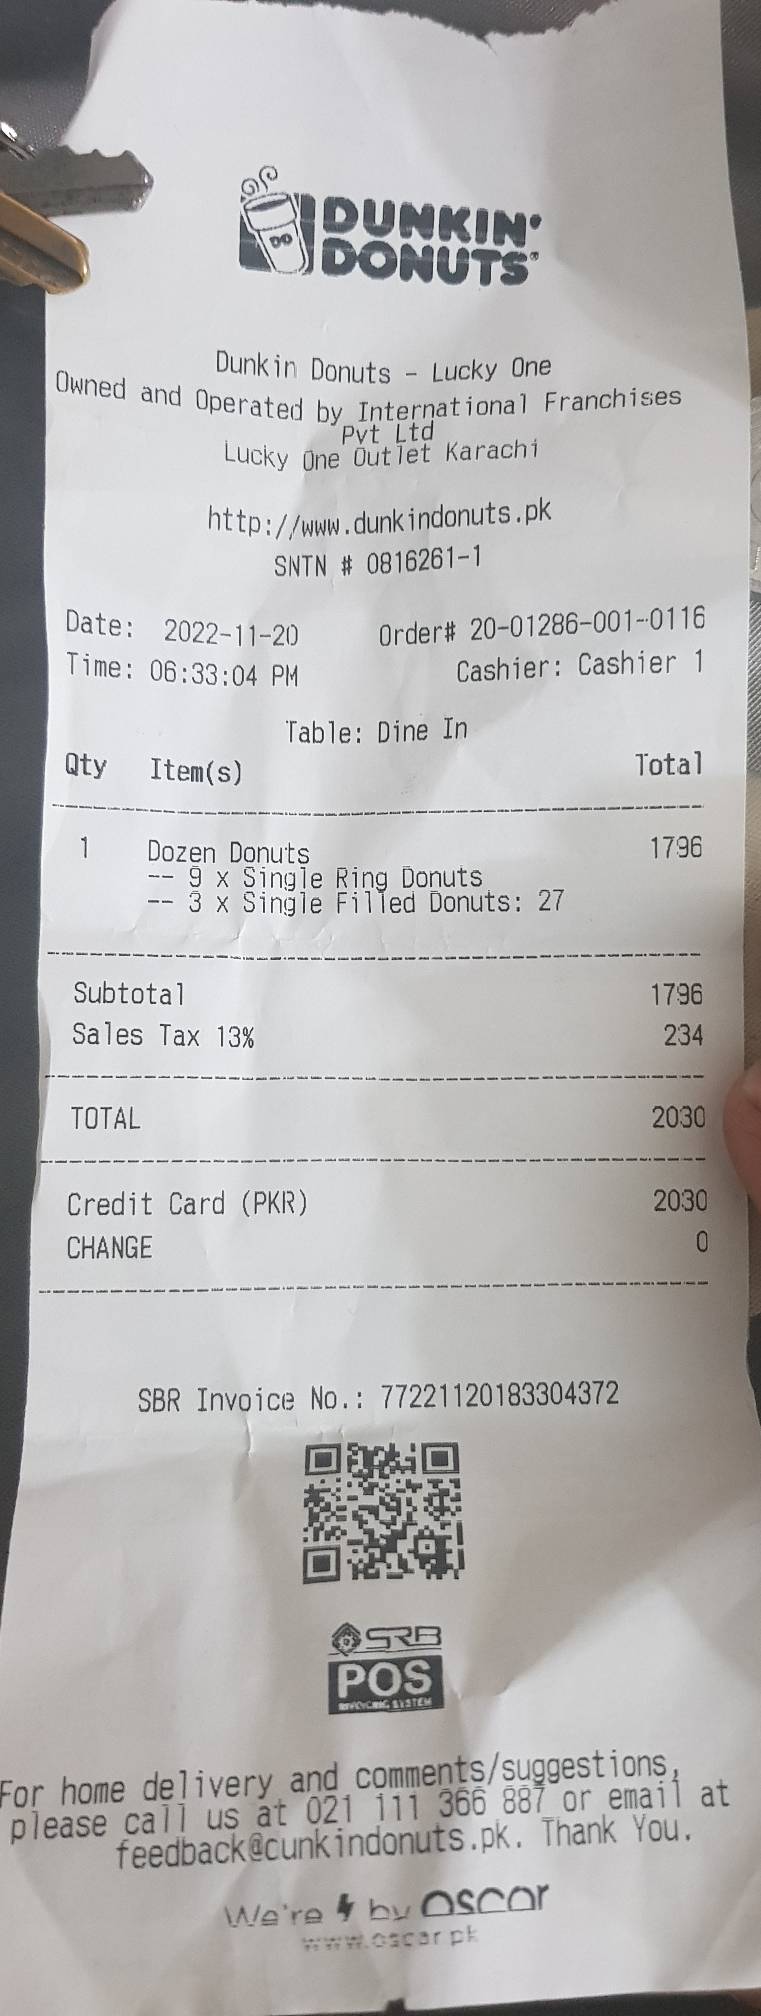 DO
DUNKIN'
DONUTS®
Dunkin Donuts - Lucky One
Owned and Operated by International Franchises
Pvt Ltd
Lucky One Outlet Karachi
http://www.dunkindonuts.pk
SNTN # 0816261-1
Date: 2022-11-20 Order# 20-01286-001-0116
Time: 06:33:04 PM Cashier: Cashier 1
Table: Dine In
Qty Item(s) Total
1 Dozen Donuts 1796
-- 9 x Single Ring Donuts
-- 3 x Single Filled Donuts: 27
Subtotal 1796
Sales Tax 13% 234
TOTAL 2030
Credit Card (PKR) 2030
CHANGE 0
SBR Invoice No.: 77221120183304372
SRB
POS
INVOICING SYSTEM
For home delivery and comments/suggestions,
please call us at 021 111 366 887 or email at
feedback@cunkindonuts.pk. Thank You.
We're by oscar
www.oscar.pk